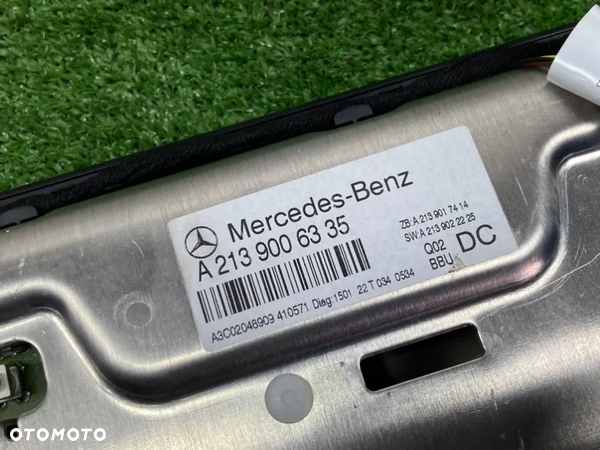 Mercedes-Benz
A 213 900 63 35
ZB:A 213 901 74 14
SW:A 213 902 22 25
Q02 DC
BBU
A3C02048909 410571 Diag:1501 22 T 034 0534
OTOMOTO